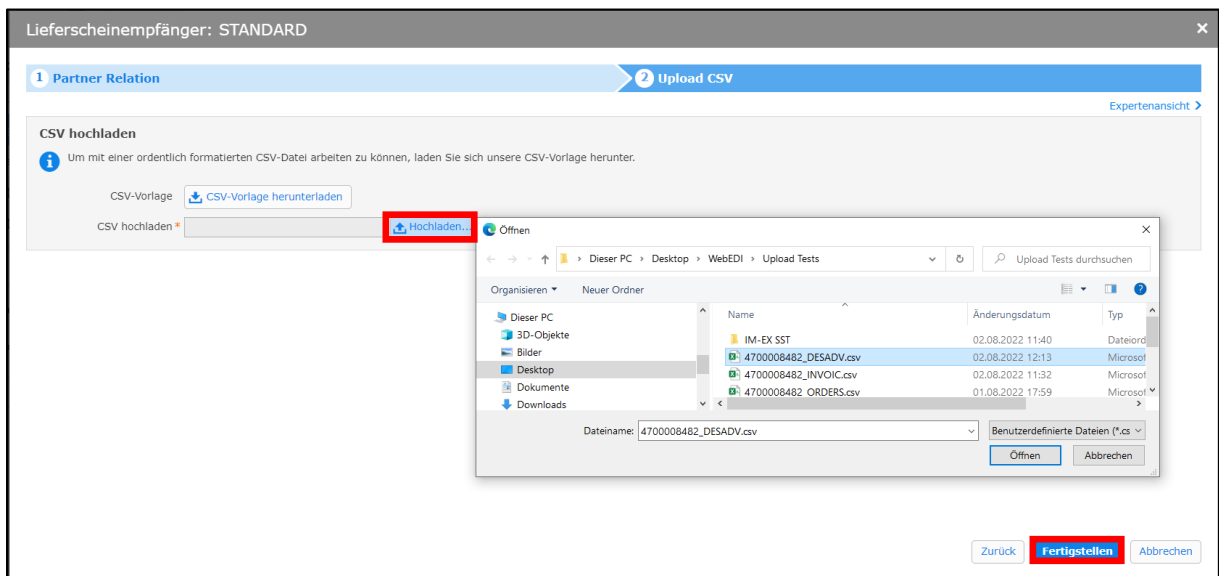 Lieferscheinempfänger: STANDARD
1 Partner Relation
2 Upload CSV
Expertenansicht
CSV hochladen
Um mit einer ordentlich formatierten CSV-Datei arbeiten zu können, laden Sie sich unsere CSV-Vorlage herunter.
CSV-Vorlage CSV-Vorlage herunterladen
CSV hochladen * Hochladen...
Öffnen
Dieser PC > Desktop > WebEDI > Upload Tests
Upload Tests durchsuchen
Organisieren Neuer Ordner
Dieser PC
3D-Objekte
Bilder
Desktop
Dokumente
Downloads
Name Änderungsdatum Typ
IM-EX SST 02.08.2022 11:40 Dateiord
4700008482_DESADV.csv 02.08.2022 12:13 Microsof
4700008482_INVOIC.csv 02.08.2022 11:32 Microsof
4700008482_ORDERS.csv 01.08.2022 17:59 Microsof
Dateiname: 4700008482_DESADV.csv
Benutzerdefinierte Dateien (*.cs
Öffnen Abbrechen
Zurück Fertigstellen Abbrechen